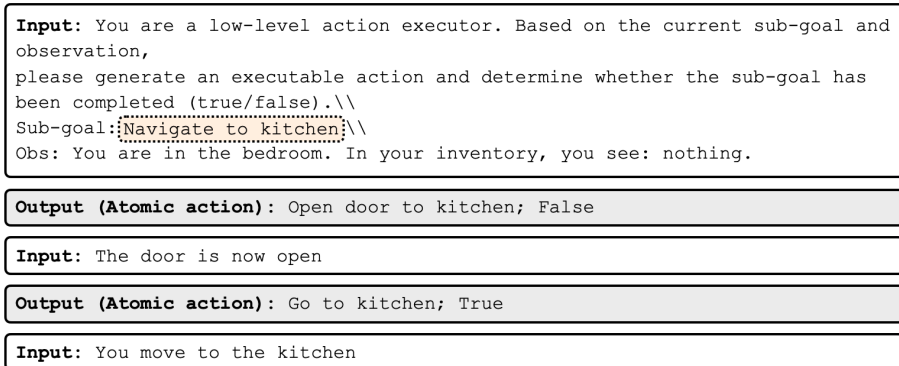 Input: You are a low-level action executor. Based on the current sub-goal and
observation,
please generate an executable action and determine whether the sub-goal has
been completed (true/false).\\
Sub-goal:Navigate to kitchen\\
Obs: You are in the bedroom. In your inventory, you see: nothing.
Output (Atomic action): Open door to kitchen; False
Input: The door is now open
Output (Atomic action): Go to kitchen; True
Input: You move to the kitchen